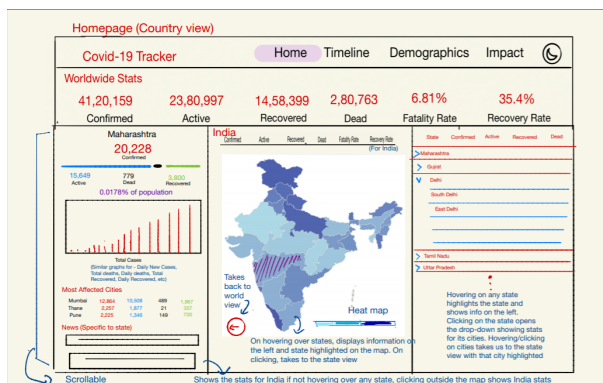 Homepage (Country view)
Covid-19 Tracker
Home
Timeline
Demographics
Impact
Worldwide Stats
41,20,159
23,80,997
14,58,399
2,80,763
6.81%
35.4%
Confirmed
Active
Recovered
Dead
Fatality Rate
Recovery Rate
Maharashtra
20,228
Confirmed
15,649
779
3,800
Active
Dead
Recovered
0.0178% of population
Total Cases
(Similar graphs for - Daily New Cases,
Total deaths, Daily deaths, Total
Recovered, Daily Recovered, etc)
Most Affected Cities
Mumbai 12,864 489
Thane 2,257 1,877 21
Pune 2,225 1,346 149
News (Specific to state)
Scrollable
India
Confirmed
Active
Recovered
Dead
Fatality Rate
Recovery Rate
(For India)
Takes
back to
world
view
Heat map
On hovering over states, displays information on
the left and state highlighted on the map. On
clicking, takes to the state view
Shows the stats for India if not hovering over any state, clicking outside the map shows India stats
State
Confirmed
Active
Recovered
Dead
Maharashtra
Gujrat
Delhi
South Delhi
East Delhi
Tamil Nadu
Uttar Pradesh
Hovering on any state
highlights the state and
shows info on the left.
Clicking on state opens
the drop-down showing stats
for its cities. Hovering/clicking
on cities takes us to the state
view with that city highlighted